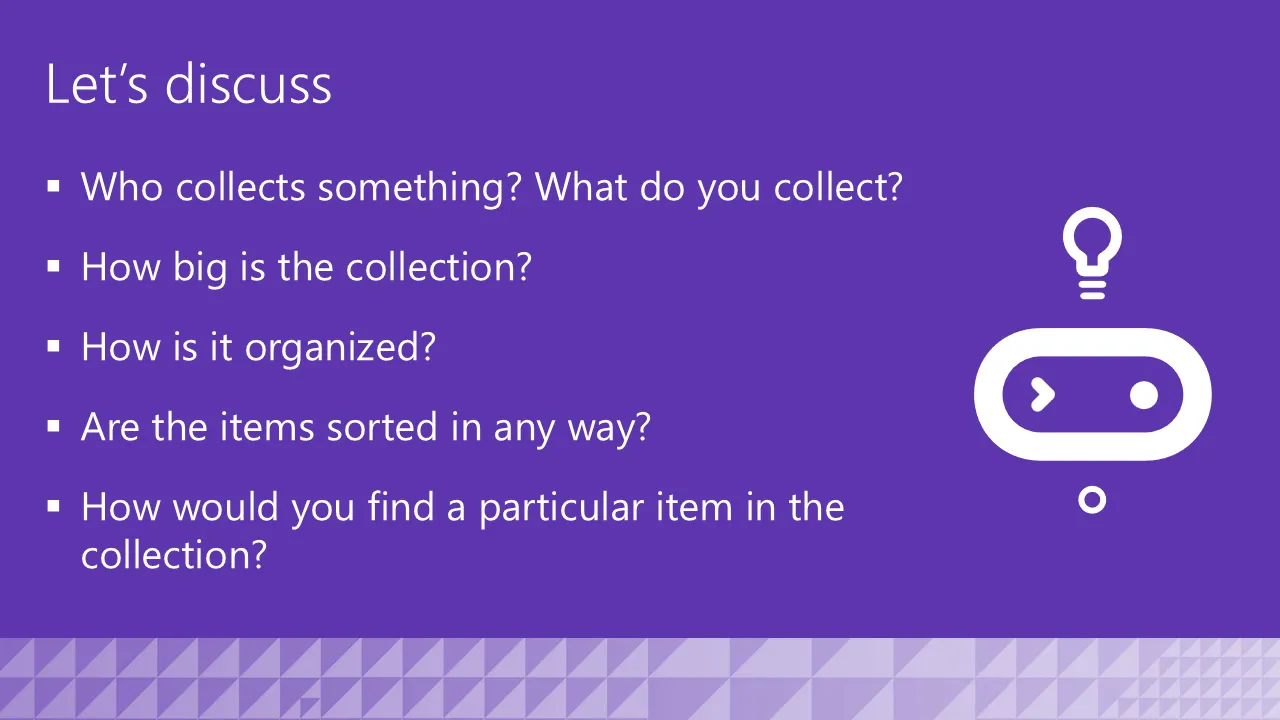 Let’s discuss
▪ Who collects something? What do you collect?
▪ How big is the collection?
▪ How is it organized?
▪ Are the items sorted in any way?
▪ How would you find a particular item in the
collection?